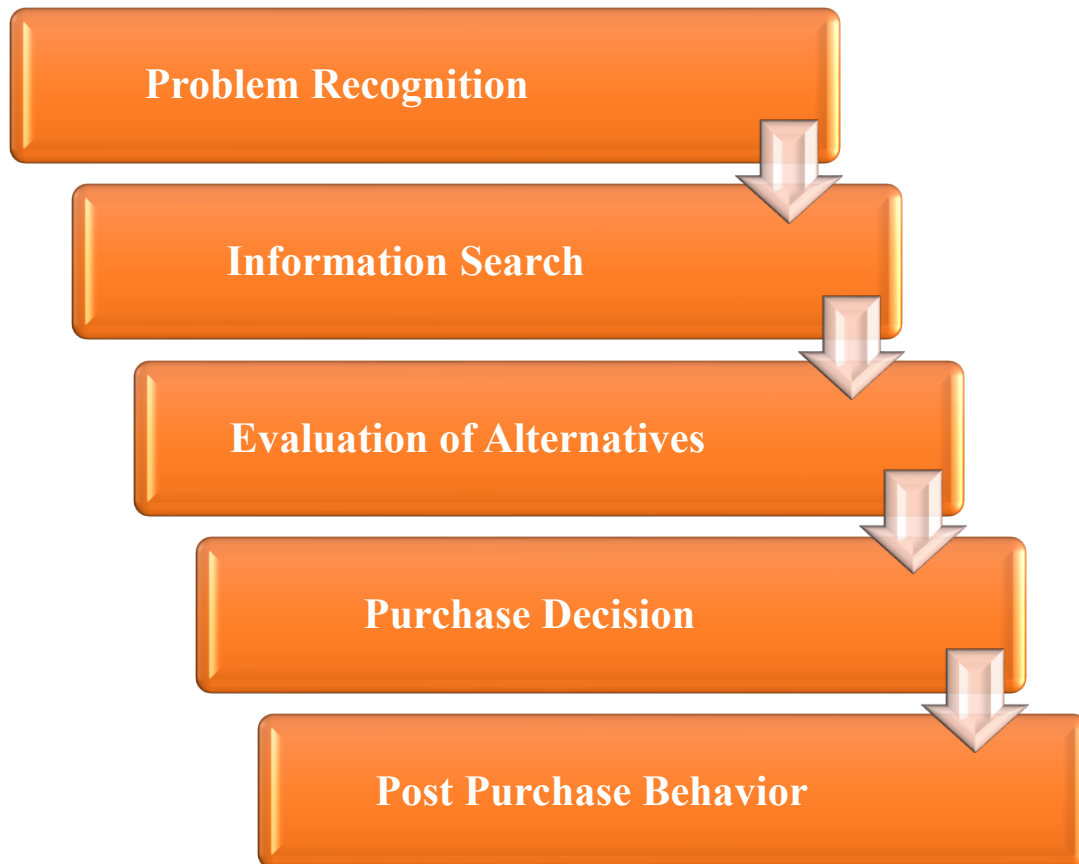 Problem Recognition
Information Search
Evaluation of Alternatives
Purchase Decision
Post Purchase Behavior